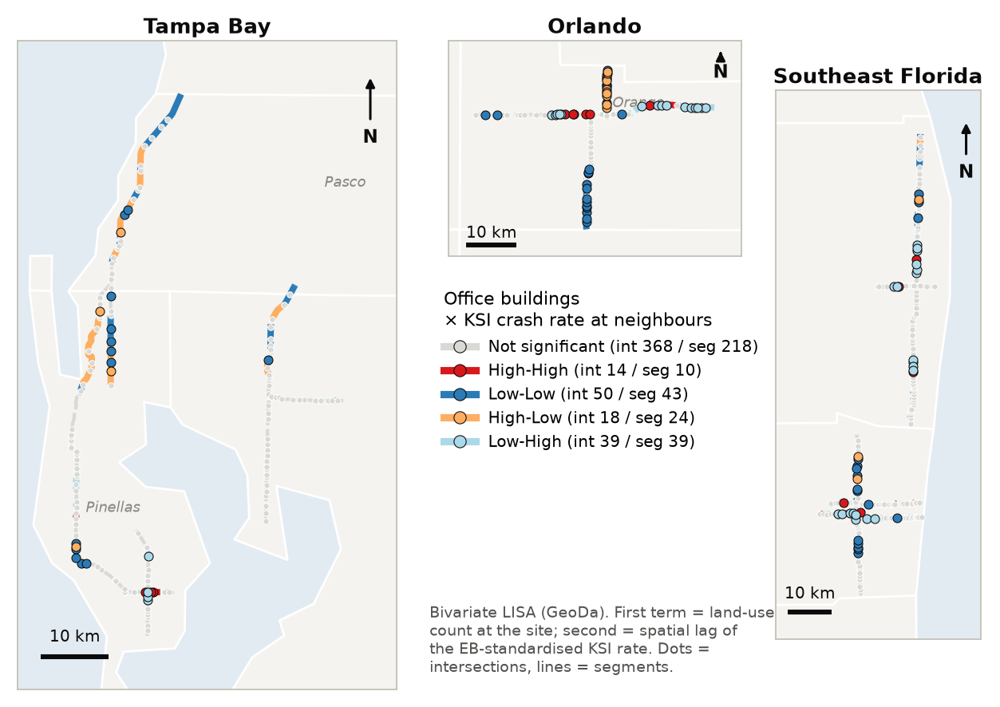 Tampa Bay
Orlando
Southeast Florida
N
Pasco
Pinellas
10 km
N
Orange
10 km
N
10 km
Office buildings
× KSI crash rate at neighbours
Not significant (int 368 / seg 218)
High-High (int 14 / seg 10)
Low-Low (int 50 / seg 43)
High-Low (int 18 / seg 24)
Low-High (int 39 / seg 39)
Bivariate LISA (GeoDa). First term = land-use
count at the site; second = spatial lag of
the EB-standardised KSI rate. Dots =
intersections, lines = segments.